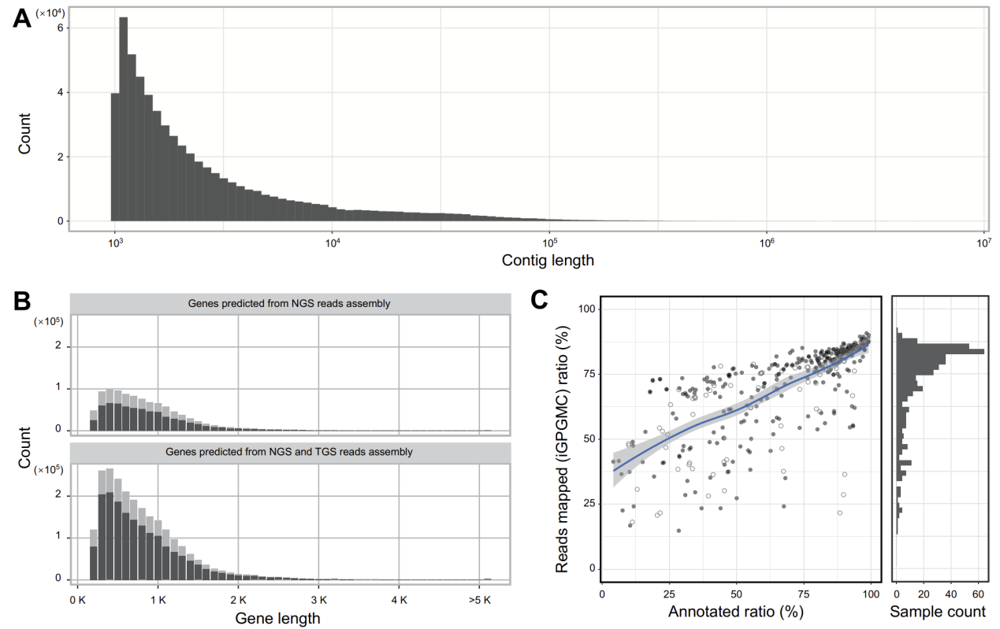 A
(×10⁴)
6
4
2
0
Count
10³
10⁴
10⁵
10⁶
10⁷
Contig length
B
Genes predicted from NGS reads assembly
(×10⁵)
2
1
0
Genes predicted from NGS and TGS reads assembly
(×10⁵)
2
1
0
Count
0 K
1 K
2 K
3 K
4 K
>5 K
Gene length
C
100
75
50
25
0
Reads mapped (iGPGMC) ratio (%)
0
25
50
75
100
Annotated ratio (%)
0
20
40
60
Sample count